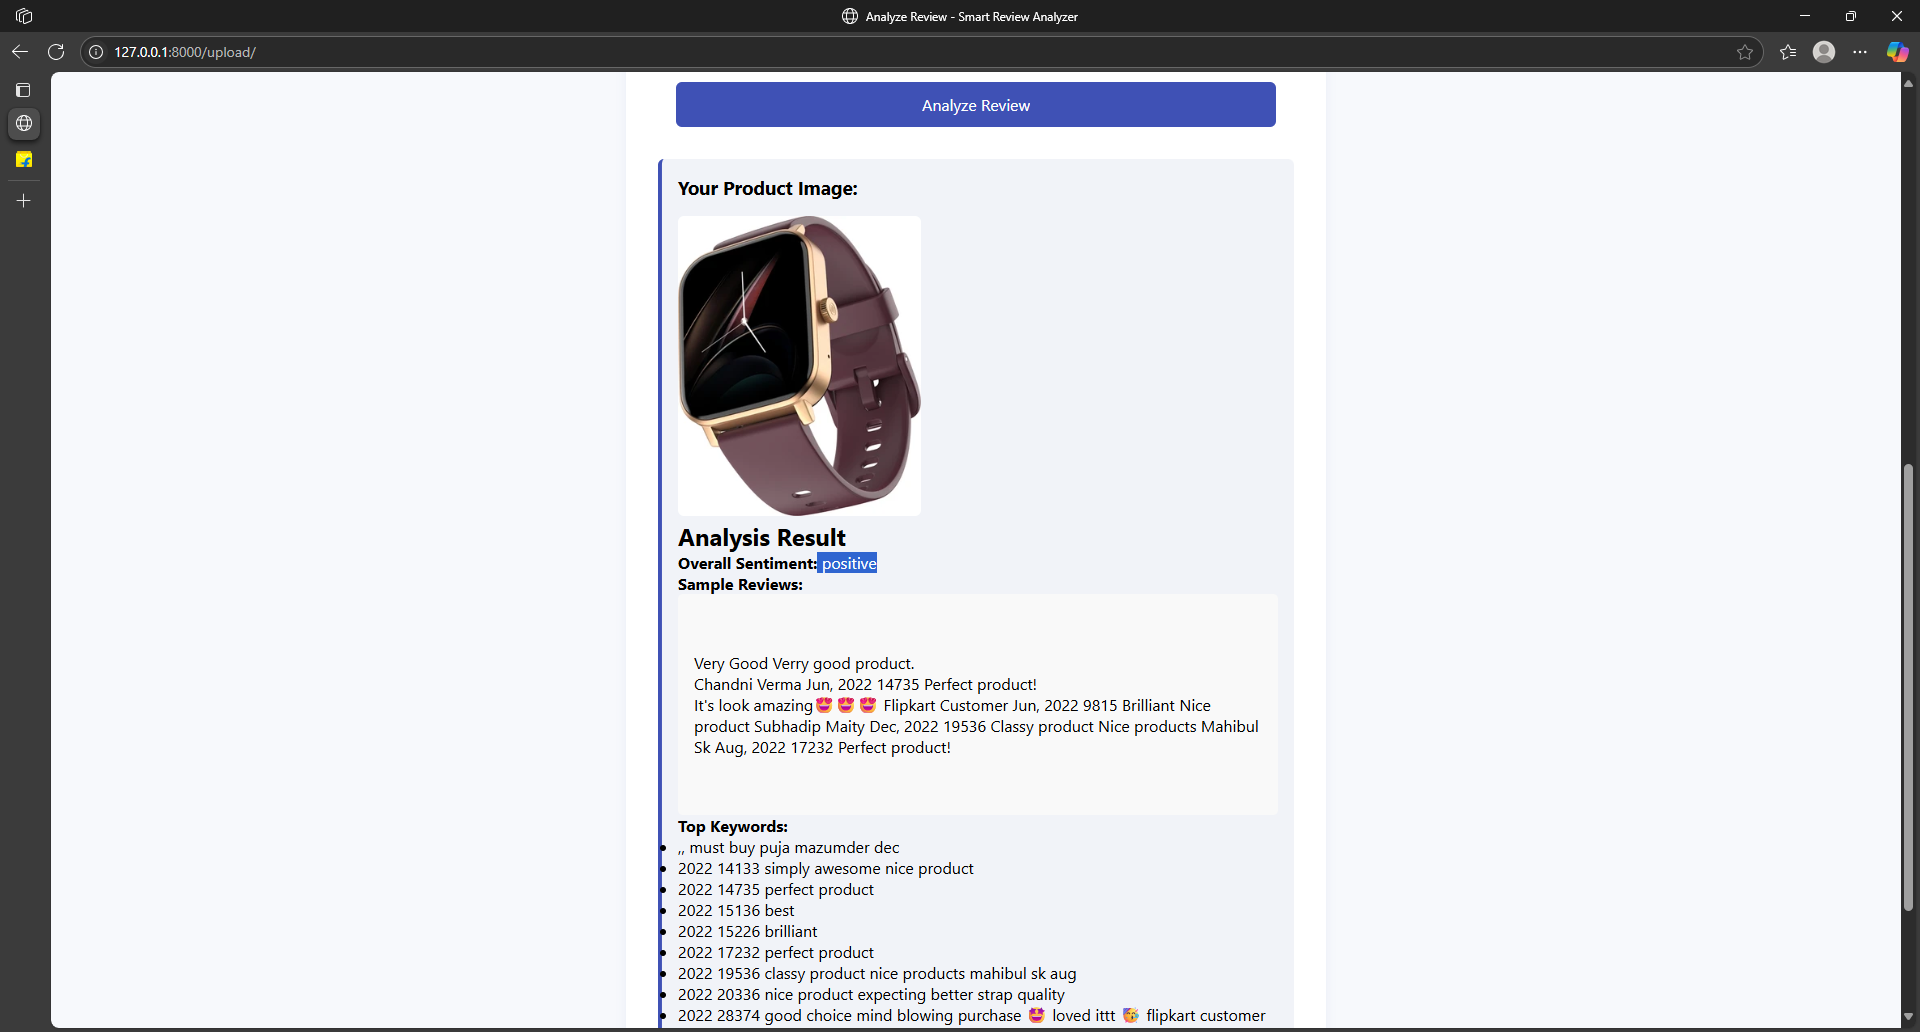 Analyze Review - Smart Review Analyzer
127.0.0.1:8000/upload/
Analyze Review
Your Product Image:
Analysis Result
Overall Sentiment: positive
Sample Reviews:
Very Good Verry good product.
Chandni Verma Jun, 2022 14735 Perfect product!
It's look amazing😍😍😍 Flipkart Customer Jun, 2022 9815 Brilliant Nice
product Subhadip Maity Dec, 2022 19536 Classy product Nice products Mahibul
Sk Aug, 2022 17232 Perfect product!
Top Keywords:
,, must buy puja mazumder dec
2022 14133 simply awesome nice product
2022 14735 perfect product
2022 15136 best
2022 15226 brilliant
2022 17232 perfect product
2022 19536 classy product nice products mahibul sk aug
2022 20336 nice product expecting better strap quality
2022 28374 good choice mind blowing purchase 🤩 loved ittt 🥳 flipkart customer